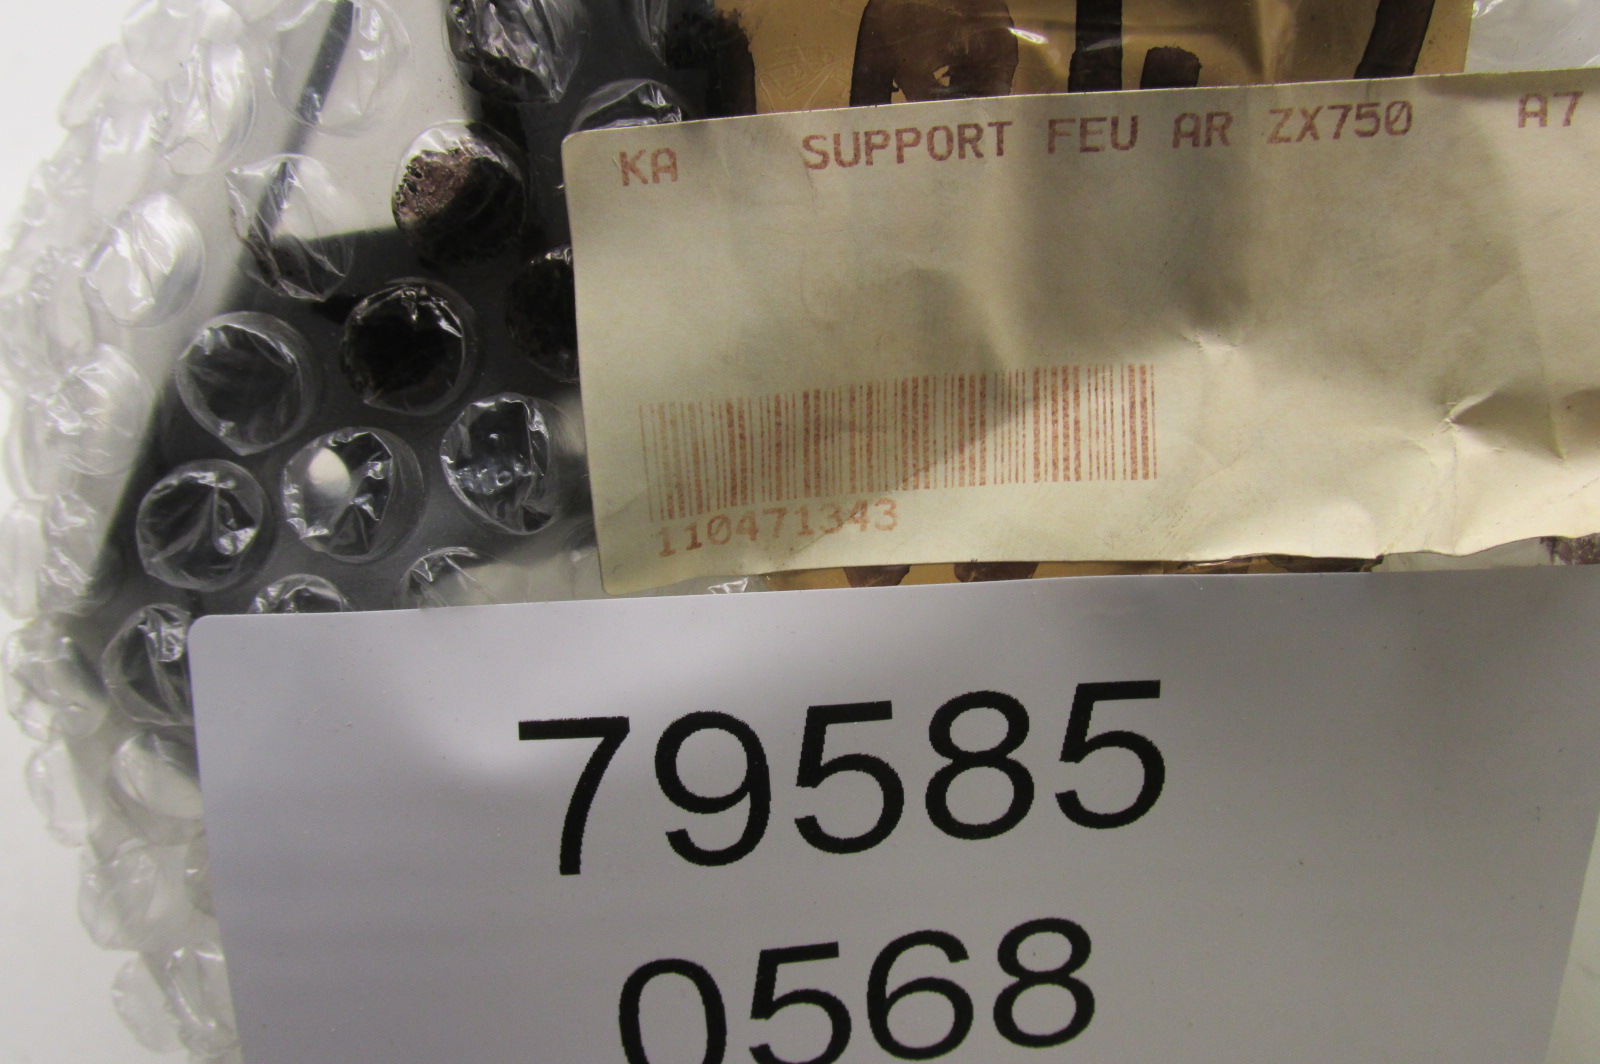 KA SUPPORT FEU AR ZX750 A7
110471343
79585
0568